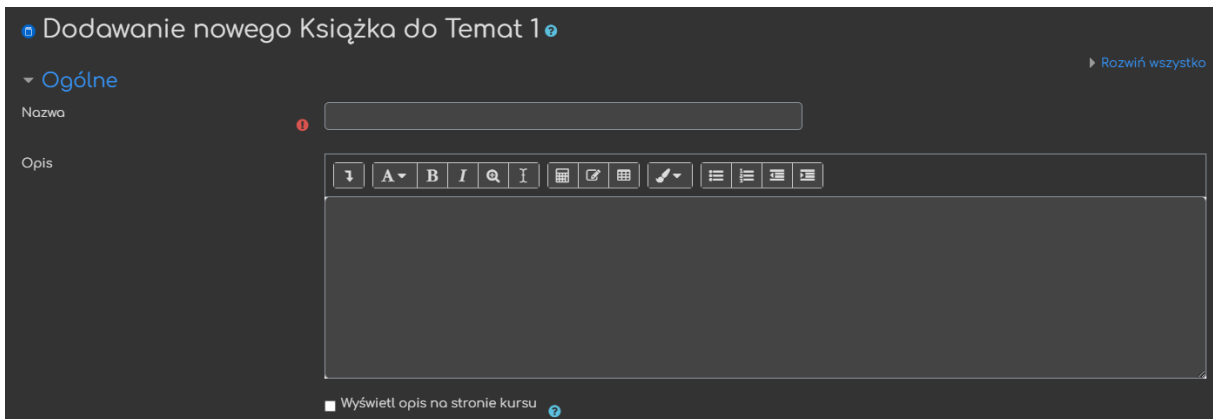 Dodawanie nowego Książka do Temat 1
Rozwiń wszystko
Ogólne
Nazwa
Opis
A B I
Wyświetl opis na stronie kursu